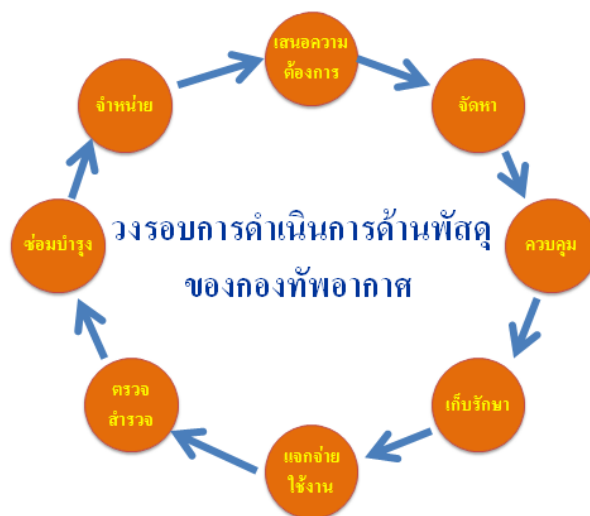 เสนอความ
ต้องการ
จัดหา
ควบคุม
เก็บรักษา
แจกจ่าย
ใช้งาน
ตรวจ
สำรวจ
ซ่อมบำรุง
จำหน่าย
วงรอบการดำเนินการด้านพัสดุ
ของกองทัพอากาศ